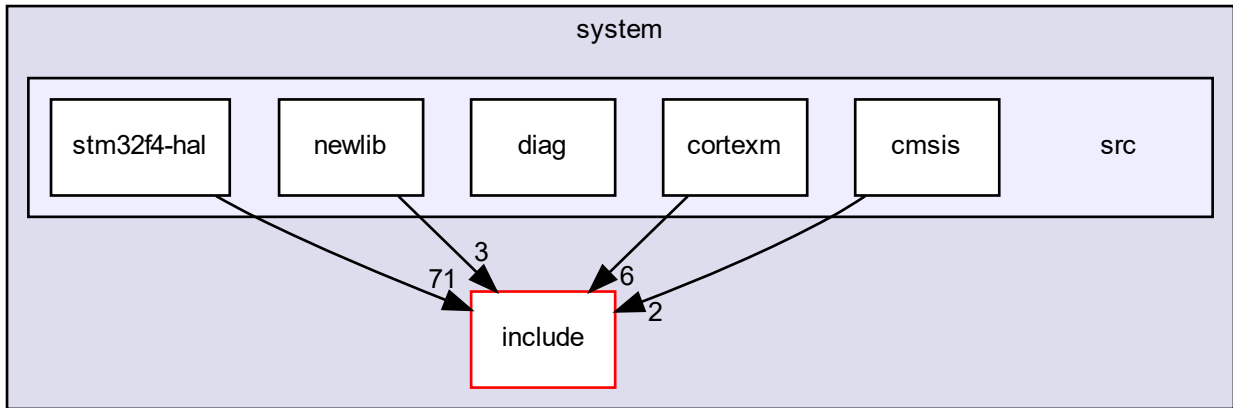 system
stm32f4-hal
newlib
diag
cortexm
cmsis
src
71
3
6
2
include